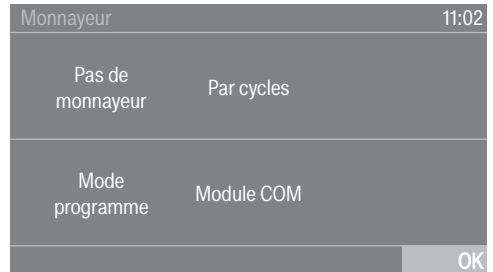 Monnayeur 11:02
Pas de
monnayeur
Par cycles
Mode
programme
Module COM
OK